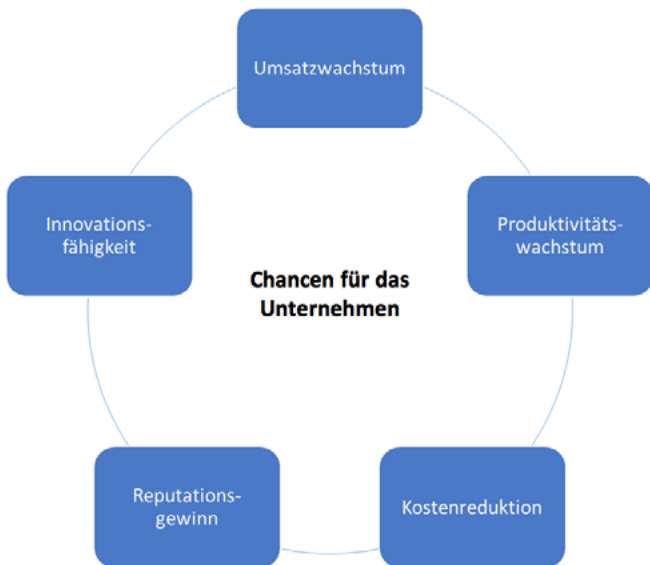 Umsatzwachstum
Produktivitäts-
wachstum
Kostenreduktion
Reputations-
gewinn
Innovations-
fähigkeit
Chancen für das
Unternehmen